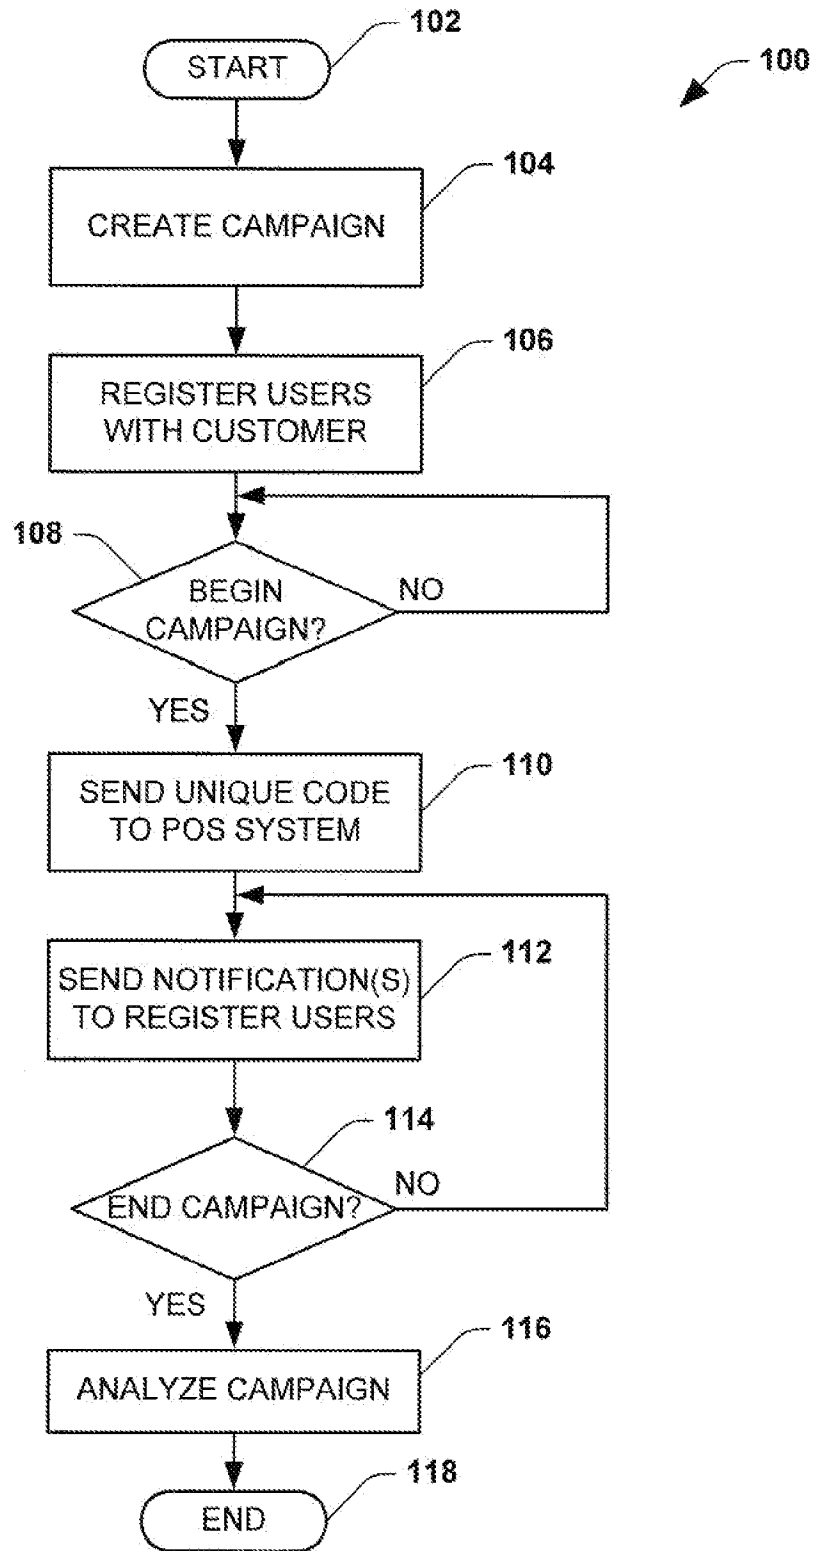 102
START
100
104
CREATE CAMPAIGN
106
REGISTER USERS
WITH CUSTOMER
108
BEGIN
CAMPAIGN?
NO
YES
110
SEND UNIQUE CODE
TO POS SYSTEM
112
SEND NOTIFICATION(S)
TO REGISTER USERS
114
END CAMPAIGN?
NO
YES
116
ANALYZE CAMPAIGN
118
END